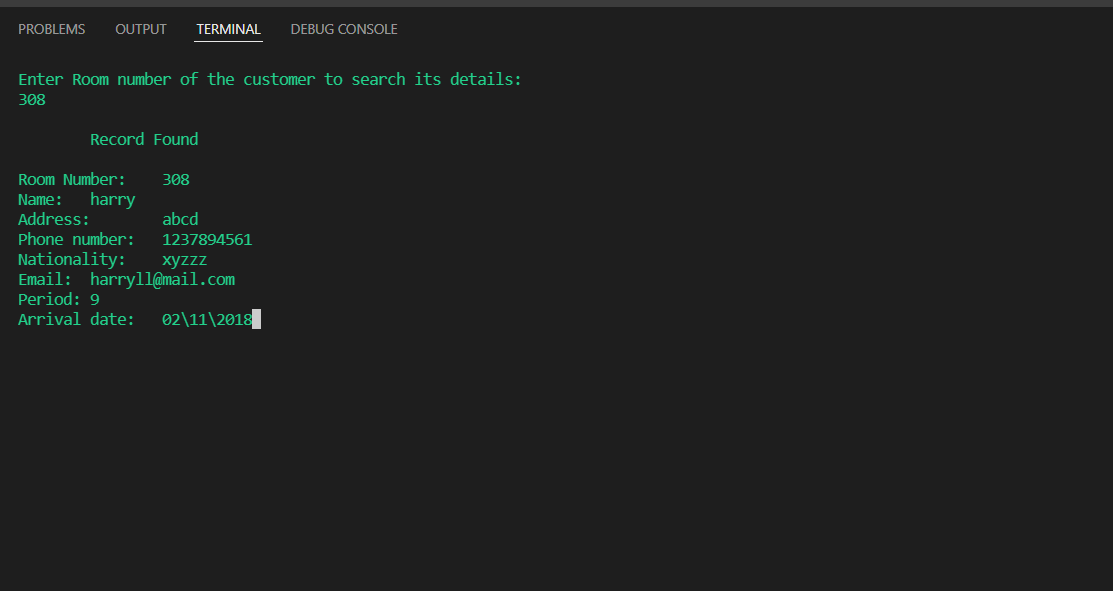 PROBLEMS OUTPUT TERMINAL DEBUG CONSOLE
Enter Room number of the customer to search its details:
308
Record Found
Room Number: 308
Name: harry
Address: abcd
Phone number: 1237894561
Nationality: xyzzz
Email: harryll@mail.com
Period: 9
Arrival date: 02\11\2018